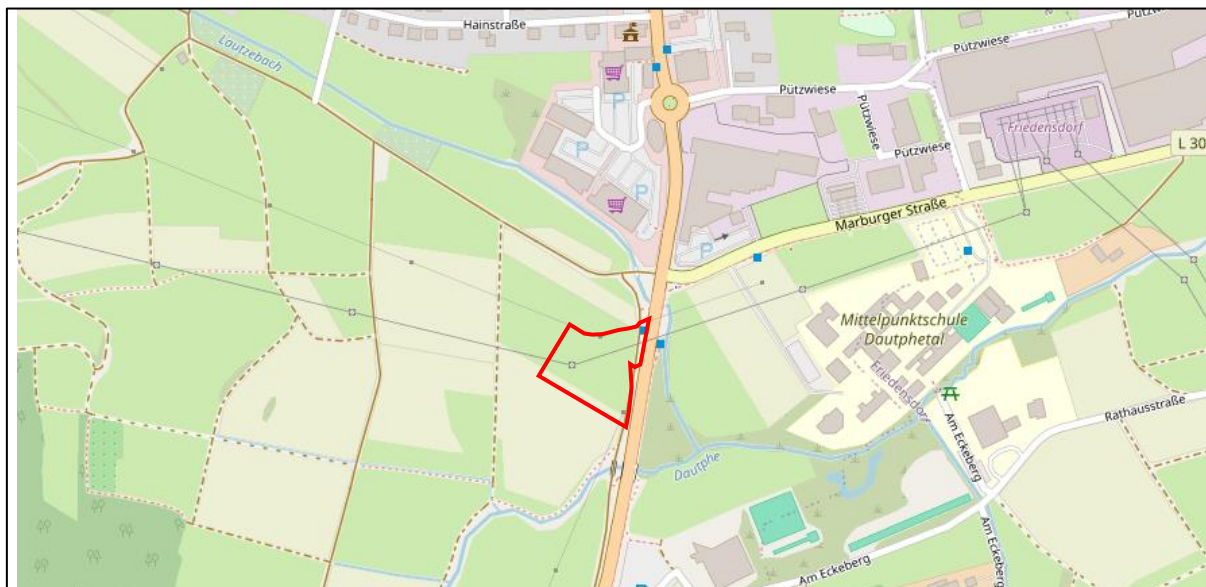 Hainstraße
Lautzebach
Pützwiese
Pützwiese
Pützwiese
Pützwiese
Pützwiese
Friedensdorf
L 30
Marburger Straße
P
P
P
P
Mittelpunktschule
Dautphetal
Friedensdorf
Rathausstraße
Am Eckeberg
Dautphe
Am Eckeberg
Am Eckeberg
P